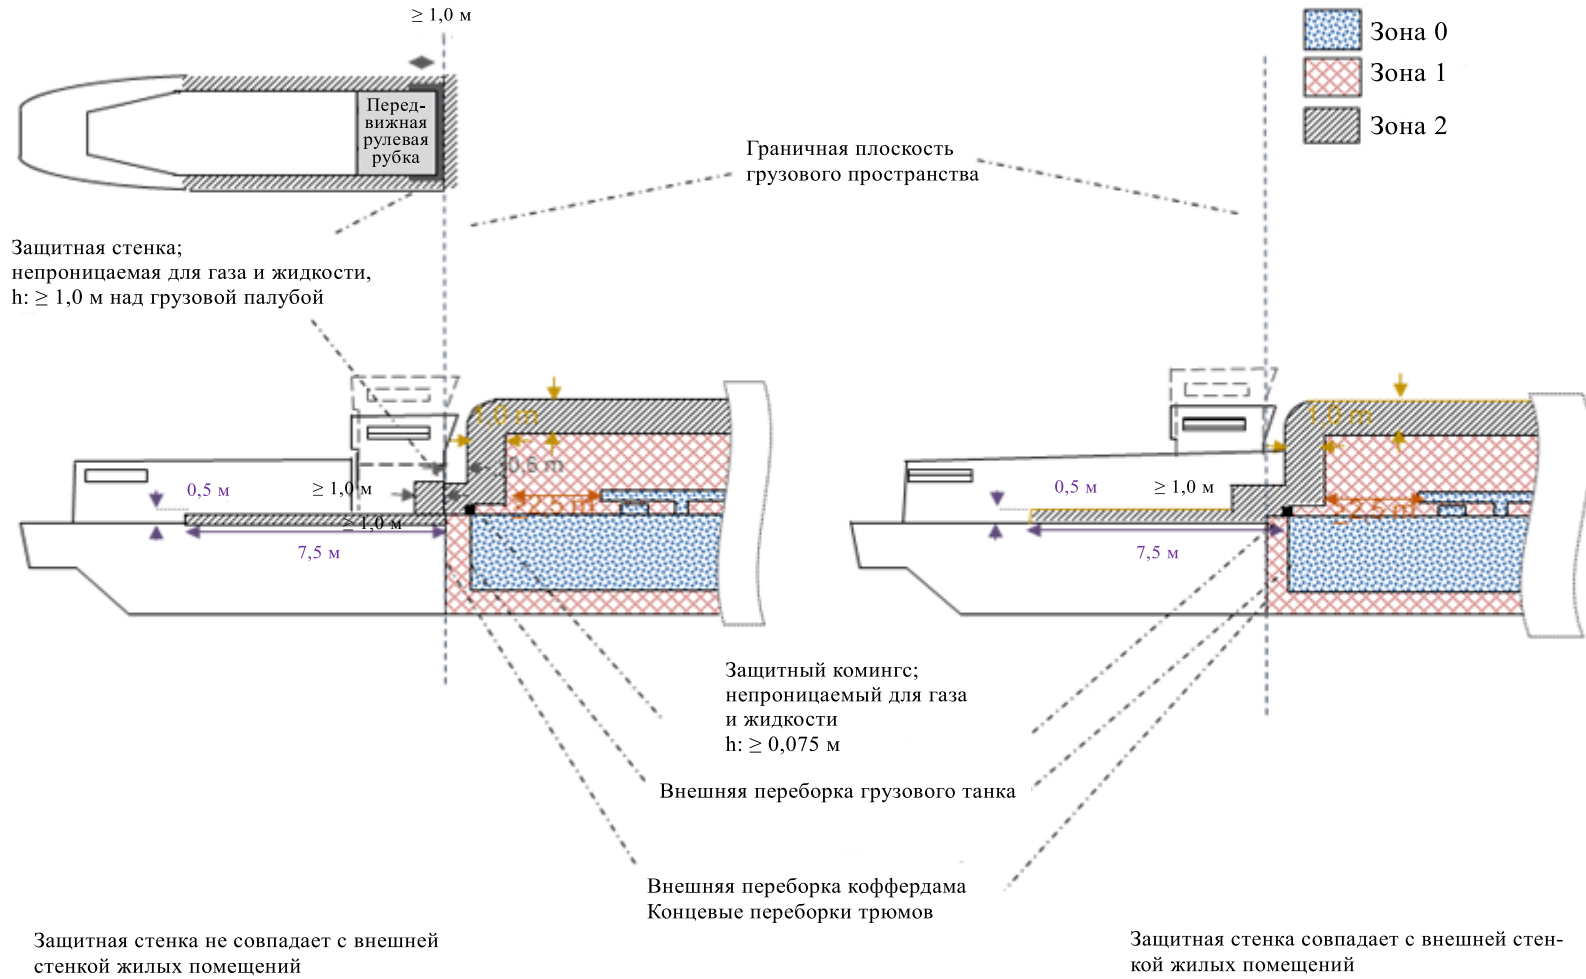 ≥ 1,0 м
Зона 0
Зона 1
Зона 2
Перед-
вижная
рулевая
рубка
Граничная плоскость
грузового пространства
Защитная стенка;
непроницаемая для газа и жидкости,
h: ≥ 1,0 м над грузовой палубой
1,0 m
1,0 m
0,6 m
0,5 м
≥ 1,0 м
≥ 2,5 m
≥ 1,0 м
7,5 м
0,5 м
≥ 1,0 м
≥2,5 m
7,5 м
Защитный комингс;
непроницаемый для газа
и жидкости
h: ≥ 0,075 м
Внешняя переборка грузового танка
Внешняя переборка коффердама
Концевые переборки трюмов
Защитная стенка не совпадает с внешней
стенкой жилых помещений
Защитная стенка совпадает с внешней стен-
кой жилых помещений